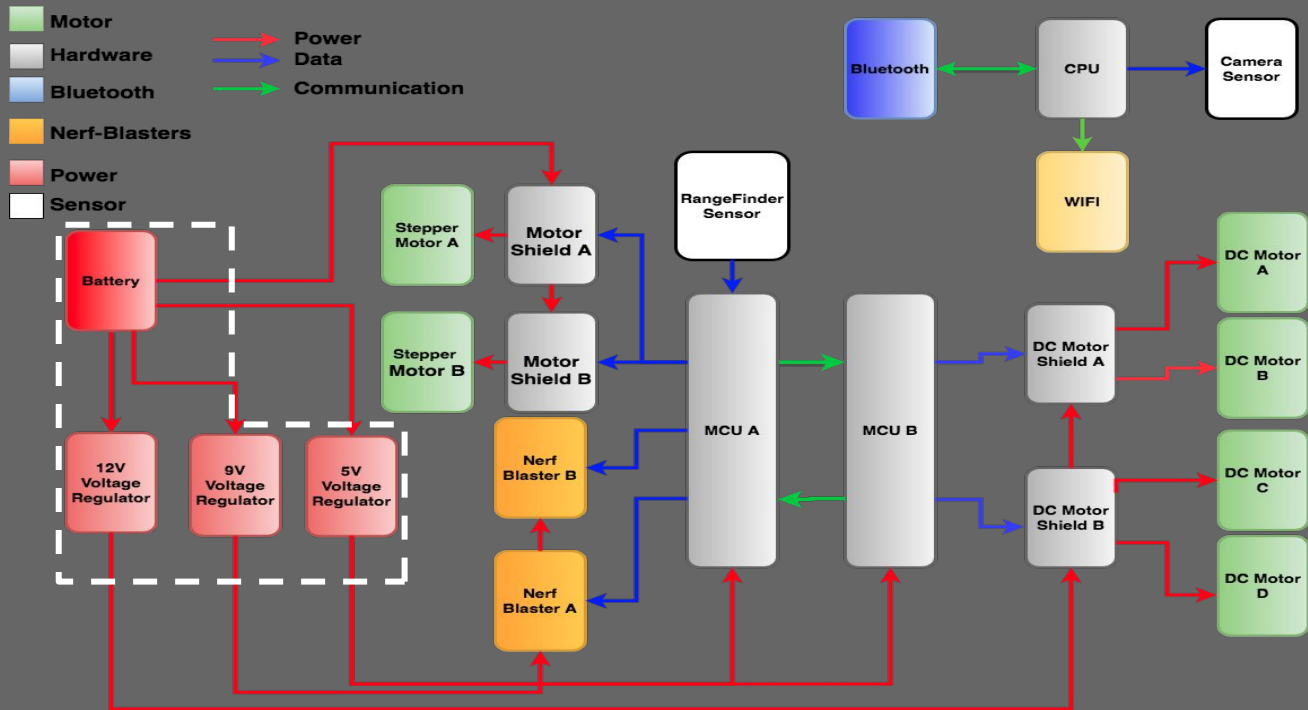 Motor
Hardware
Bluetooth
Nerf-Blasters
Power
Sensor
Power
Data
Communication
Bluetooth
CPU
Camera
Sensor
WIFI
RangeFinder
Sensor
Stepper
Motor A
Motor
Shield A
Stepper
Motor B
Motor
Shield B
Battery
12V
Voltage
Regulator
9V
Voltage
Regulator
5V
Voltage
Regulator
Nerf
Blaster B
Nerf
Blaster A
MCU A
MCU B
DC Motor
Shield A
DC Motor
Shield B
DC Motor
A
DC Motor
B
DC Motor
C
DC Motor
D